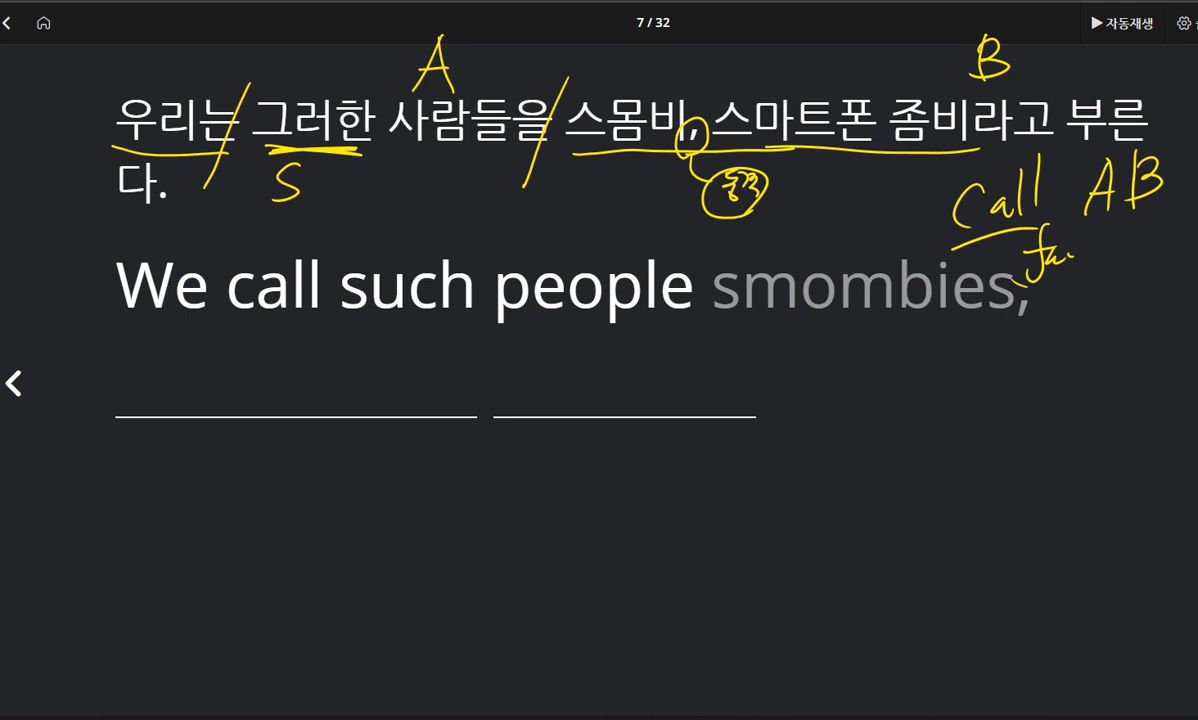 7 / 32
▶ 자동재생
A
B
우리는 그러한 사람들을 스몸비, 스마트폰 좀비라고 부른
다.
S
동격
Call A B
We call such people smombies,